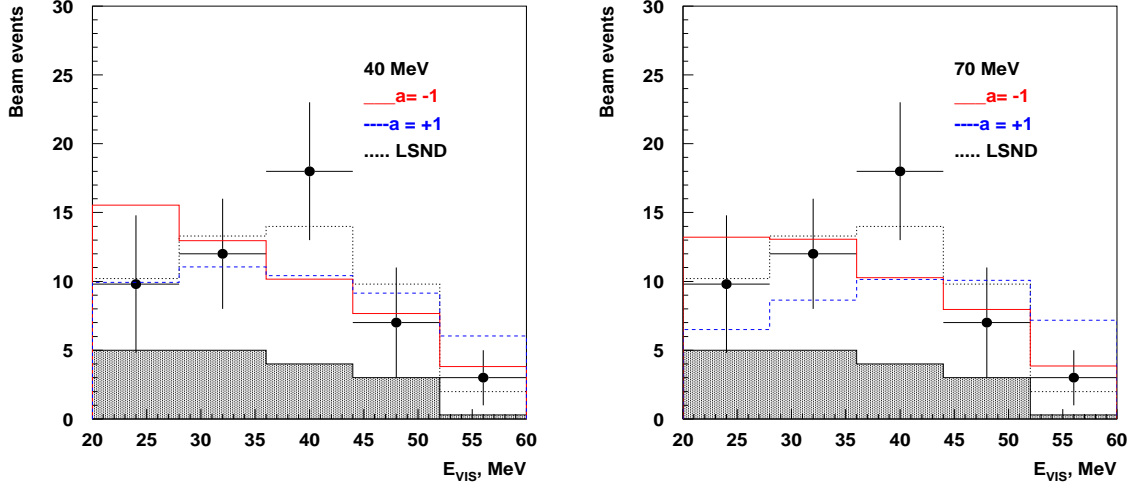 Beam events
30
25
20
15
10
5
0
40 MeV
___a= -1
----a = +1
..... LSND
20 25 30 35 40 45 50 55 60
E_VIS, MeV
Beam events
30
25
20
15
10
5
0
70 MeV
___a= -1
----a = +1
..... LSND
20 25 30 35 40 45 50 55 60
E_VIS, MeV